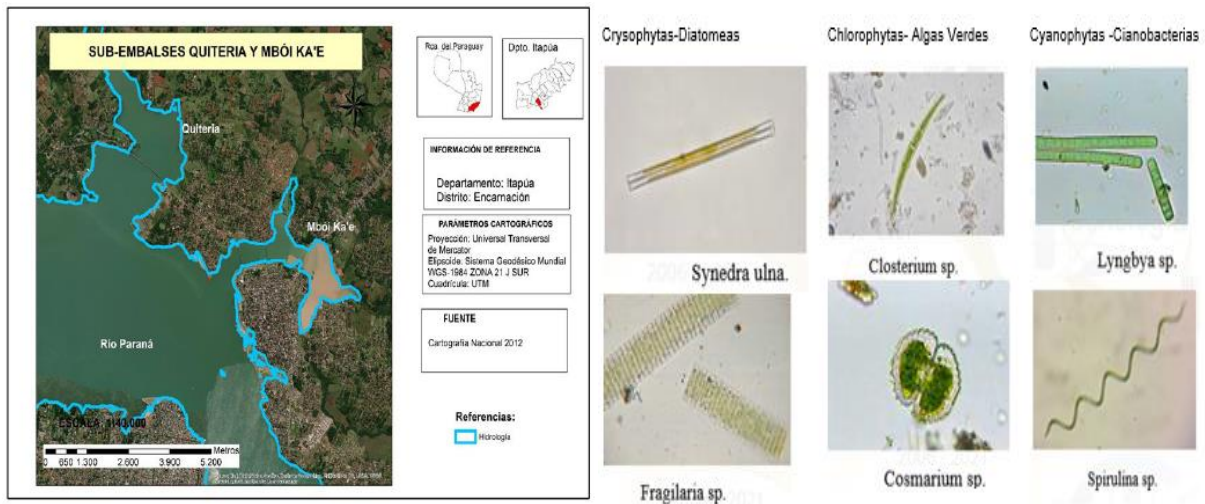 SUB-EMBALSES QUITERIA Y MBÓI KA'E
Quiteria
Mbói Ka'e
Río Paraná
ESCALA: 1:140.000
Metros
0 650 1.300 2.600 3.900 5.200
Rca. del Paraguay
Dpto. Itapúa
INFORMACIÓN DE REFERENCIA
Departamento: Itapúa
Distrito: Encarnación
PARÁMETROS CARTOGRÁFICOS
Proyección: Universal Transversal
de Mercator
Elipsoide: Sistema Geodésico Mundial
WGS-1984 ZONA 21 J SUR
Cuadrícula: UTM
FUENTE
Cartografía Nacional 2012
Referencias:
Hidrología
Crysophytas-Diatomeas
Chlorophytas- Algas Verdes
Cyanophytas -Cianobacterias
Synedra ulna.
Closterium sp.
Lyngbya sp.
Fragilaria sp.
Cosmarium sp.
Spirulina sp.